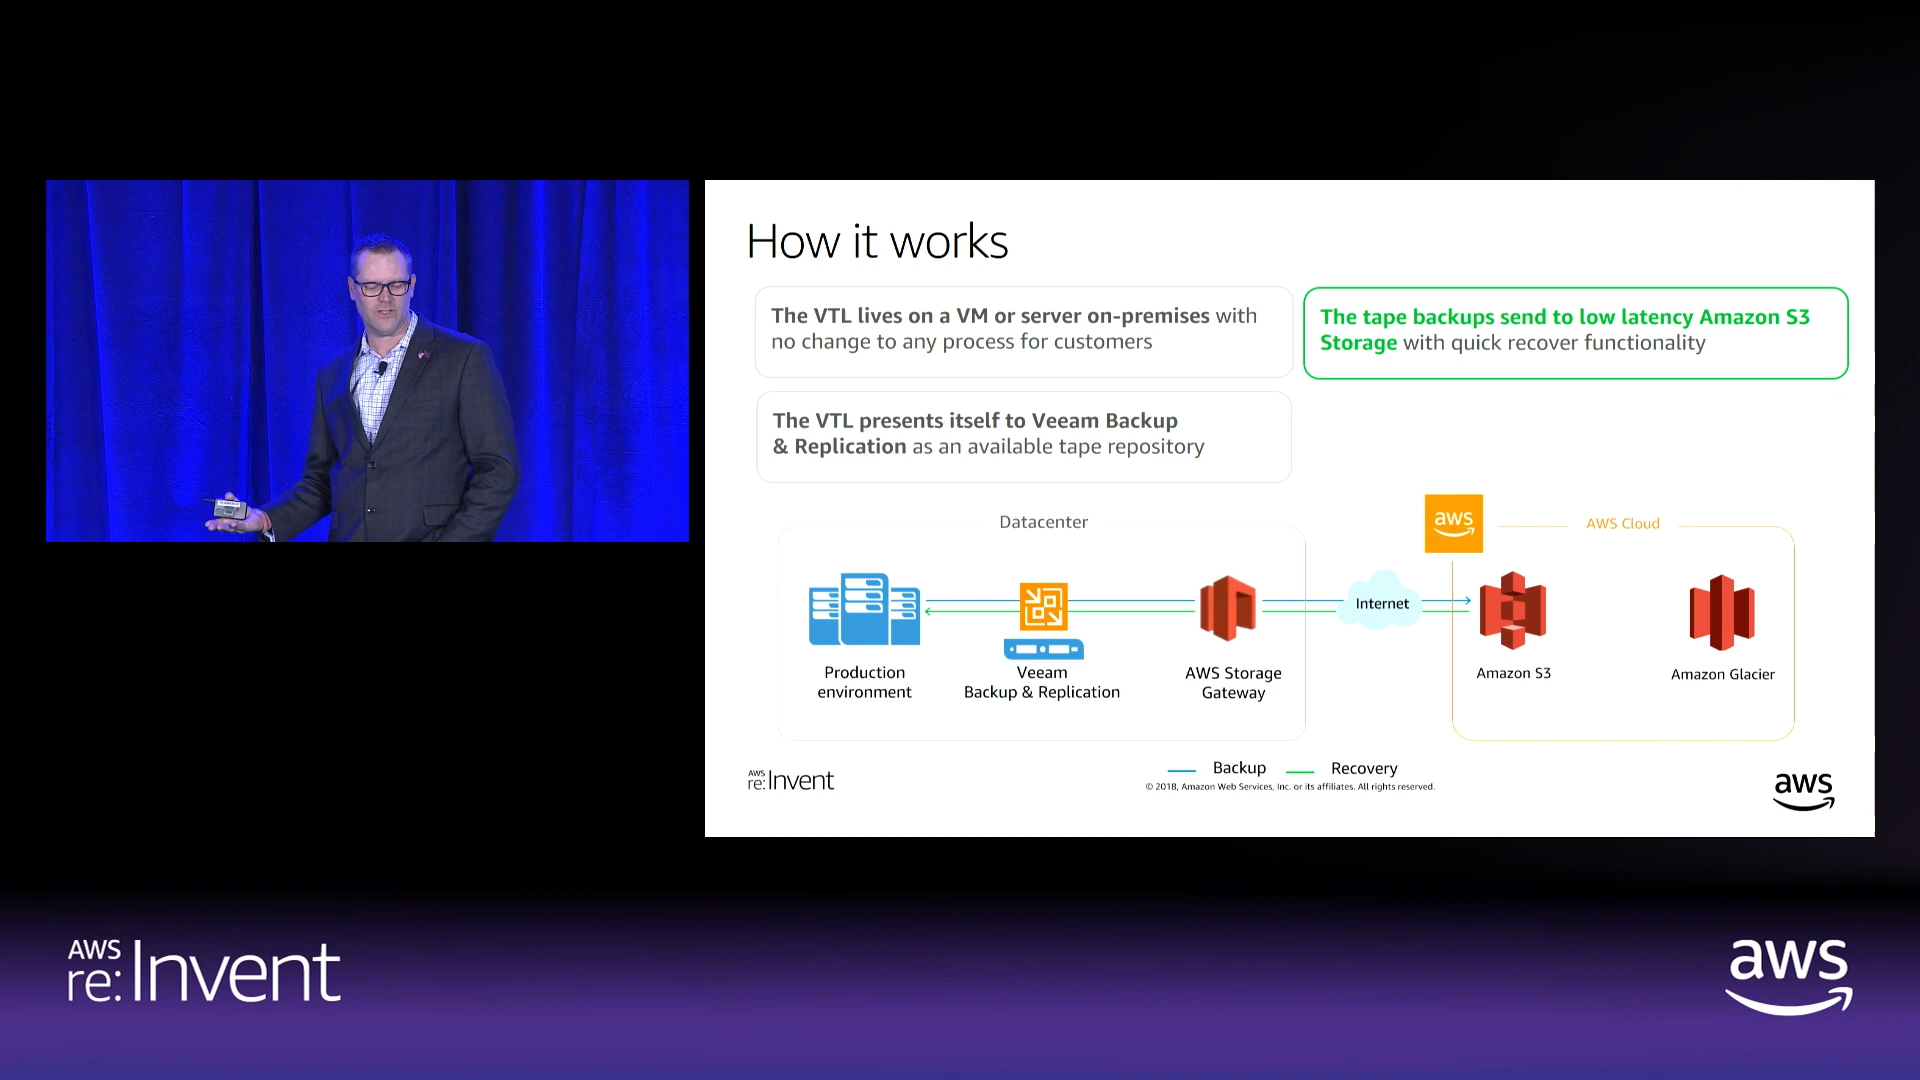 How it works
The VTL lives on a VM or server on-premises with
no change to any process for customers
The tape backups send to low latency Amazon S3
Storage with quick recover functionality
The VTL presents itself to Veeam Backup
& Replication as an available tape repository
Datacenter
aws
AWS Cloud
Internet
Production
environment
Veeam
Backup & Replication
AWS Storage
Gateway
Amazon S3
Amazon Glacier
Backup
Recovery
© 2018, Amazon Web Services, Inc. or its affiliates. All rights reserved.
AWS
re:Invent
aws
AWS
re:Invent
aws